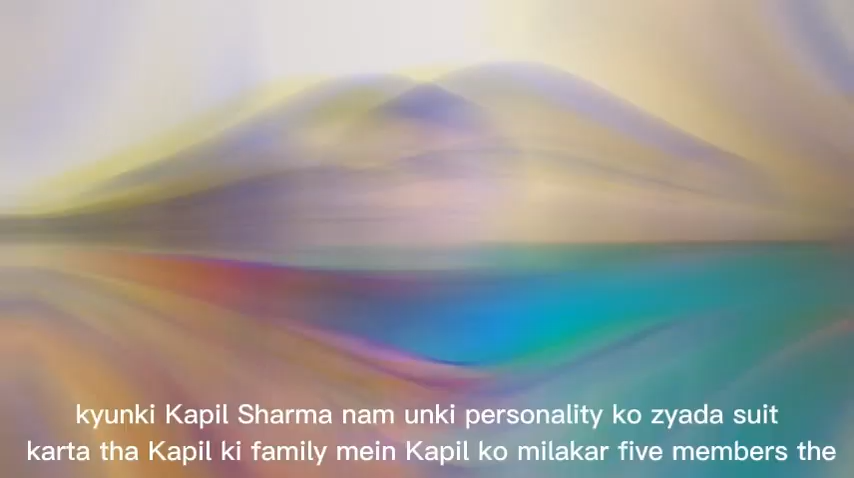 kyunki Kapil Sharma nam unki personality ko zyada suit
karta tha Kapil ki family mein Kapil ko milakar five members the